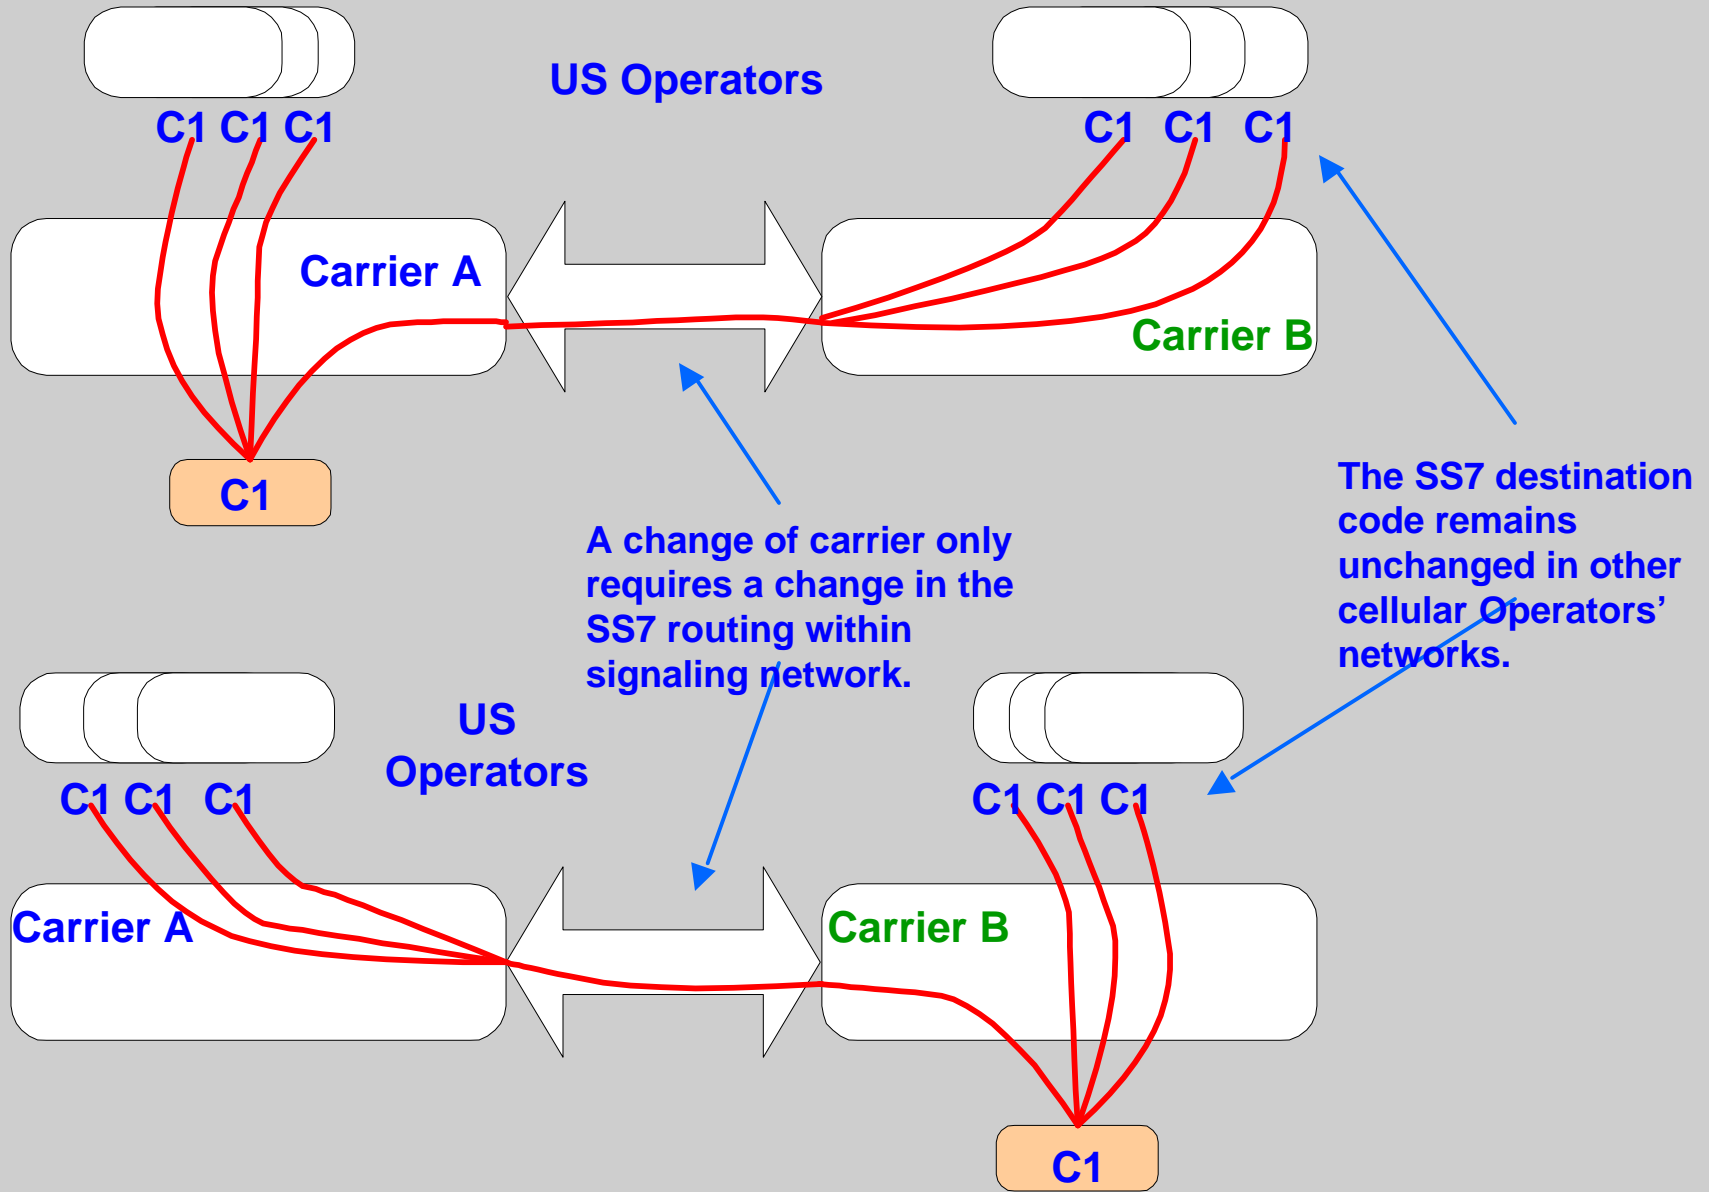 US Operators
C1 C1 C1
C1 C1 C1
Carrier A
Carrier B
C1
A change of carrier only
requires a change in the
SS7 routing within
signaling network.
The SS7 destination
code remains
unchanged in other
cellular Operators’
networks.
US
Operators
C1 C1 C1
C1 C1 C1
Carrier A
Carrier B
C1